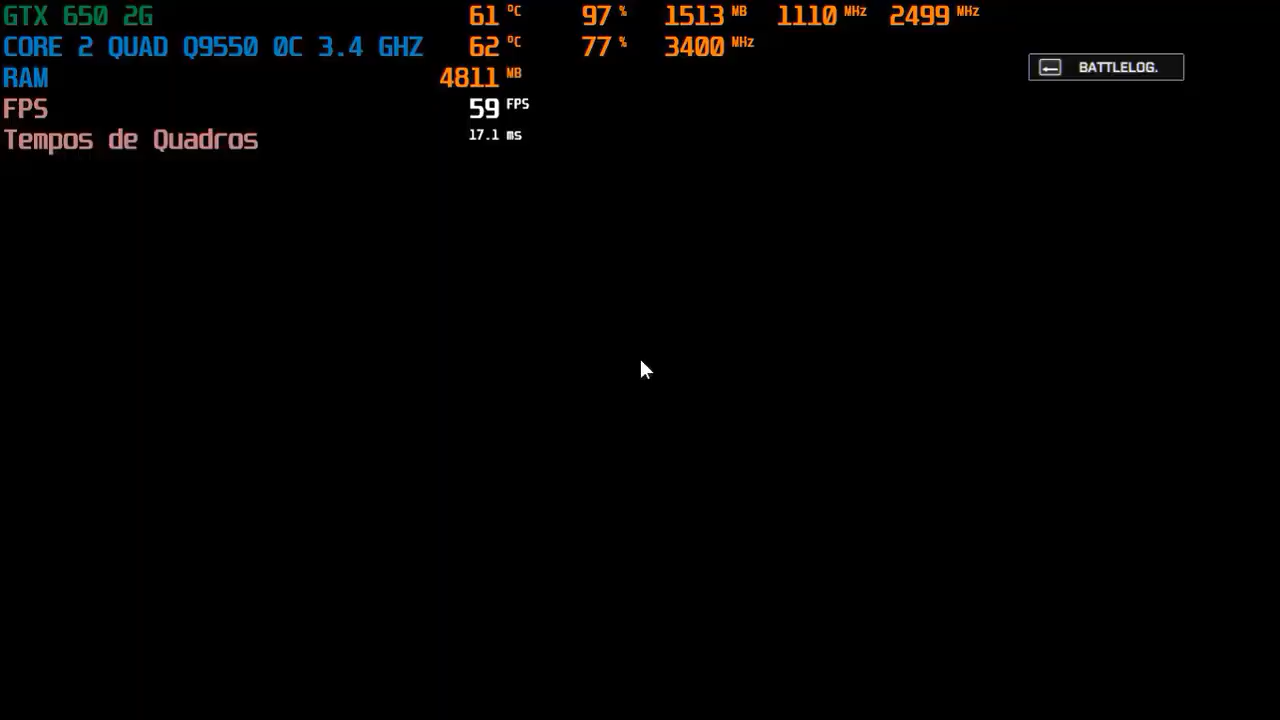 GTX 650 2G 61 °C 97 % 1513 MB 1110 MHz 2499 MHz
CORE 2 QUAD Q9550 0C 3.4 GHZ 62 °C 77 % 3400 MHz
BATTLELOG.
RAM 4811 MB
FPS 59 FPS
Tempos de Quadros 17.1 ms